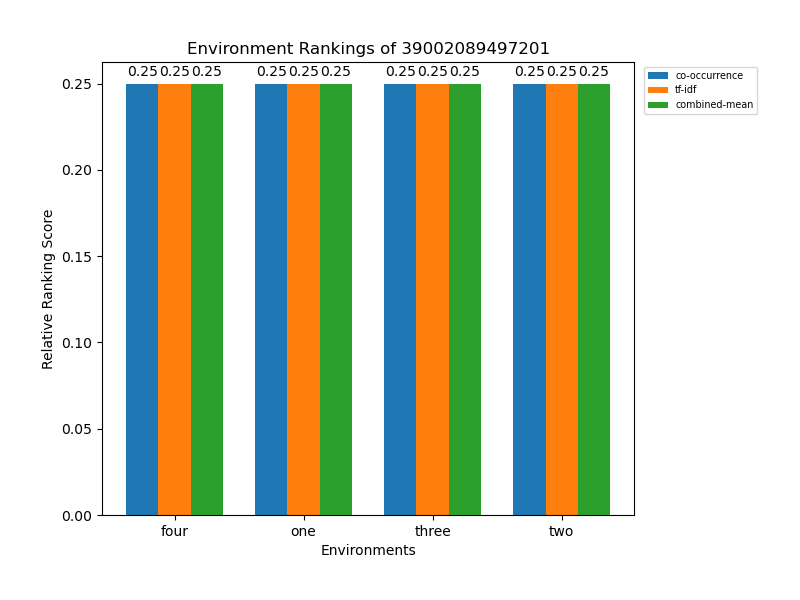 Environment Rankings of 39002089497201
0.25 0.25 0.25 0.25 0.25 0.25 0.25 0.25 0.25 0.25 0.25 0.25
co-occurrence
tf-idf
combined-mean
Relative Ranking Score
0.25
0.20
0.15
0.10
0.05
0.00
four one three two
Environments